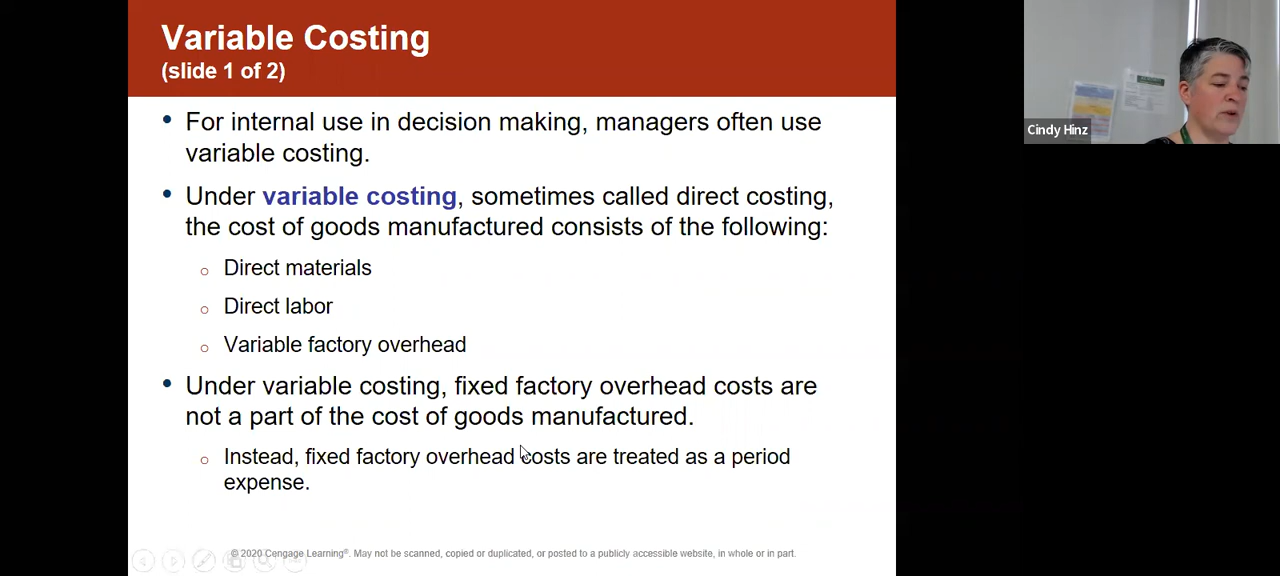 Variable Costing
(slide 1 of 2)
• For internal use in decision making, managers often use
variable costing.
• Under variable costing, sometimes called direct costing,
the cost of goods manufactured consists of the following:
○ Direct materials
○ Direct labor
○ Variable factory overhead
• Under variable costing, fixed factory overhead costs are
not a part of the cost of goods manufactured.
○ Instead, fixed factory overhead costs are treated as a period
expense.
© 2020 Cengage Learning®. May not be scanned, copied or duplicated, or posted to a publicly accessible website, in whole or in part.
Cindy Hinz